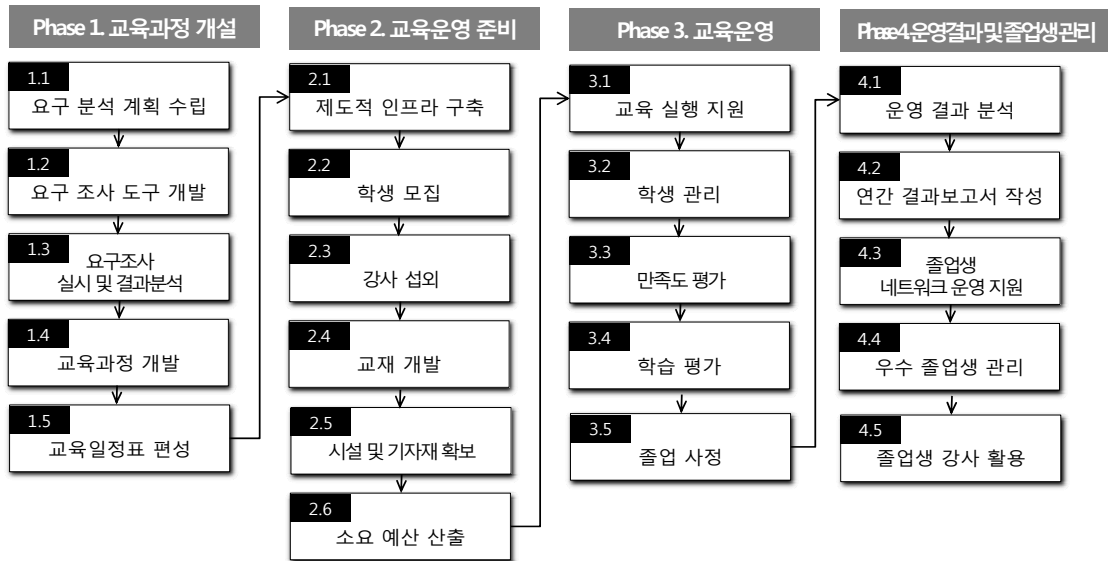 Phase 1. 교육과정 개설
1.1
요구 분석 계획 수립
1.2
요구 조사 도구 개발
1.3
요구조사
실시 및 결과분석
1.4
교육과정 개발
1.5
교육일정표 편성
Phase 2. 교육운영 준비
2.1
제도적 인프라 구축
2.2
학생 모집
2.3
강사 섭외
2.4
교재 개발
2.5
시설 및 기자재 확보
2.6
소요 예산 산출
Phase 3. 교육운영
3.1
교육 실행 지원
3.2
학생 관리
3.3
만족도 평가
3.4
학습 평가
3.5
졸업 사정
Phase4.운영결과 및 졸업생 관리
4.1
운영 결과 분석
4.2
연간 결과보고서 작성
4.3
졸업생
네트워크 운영 지원
4.4
우수 졸업생 관리
4.5
졸업생 강사 활용